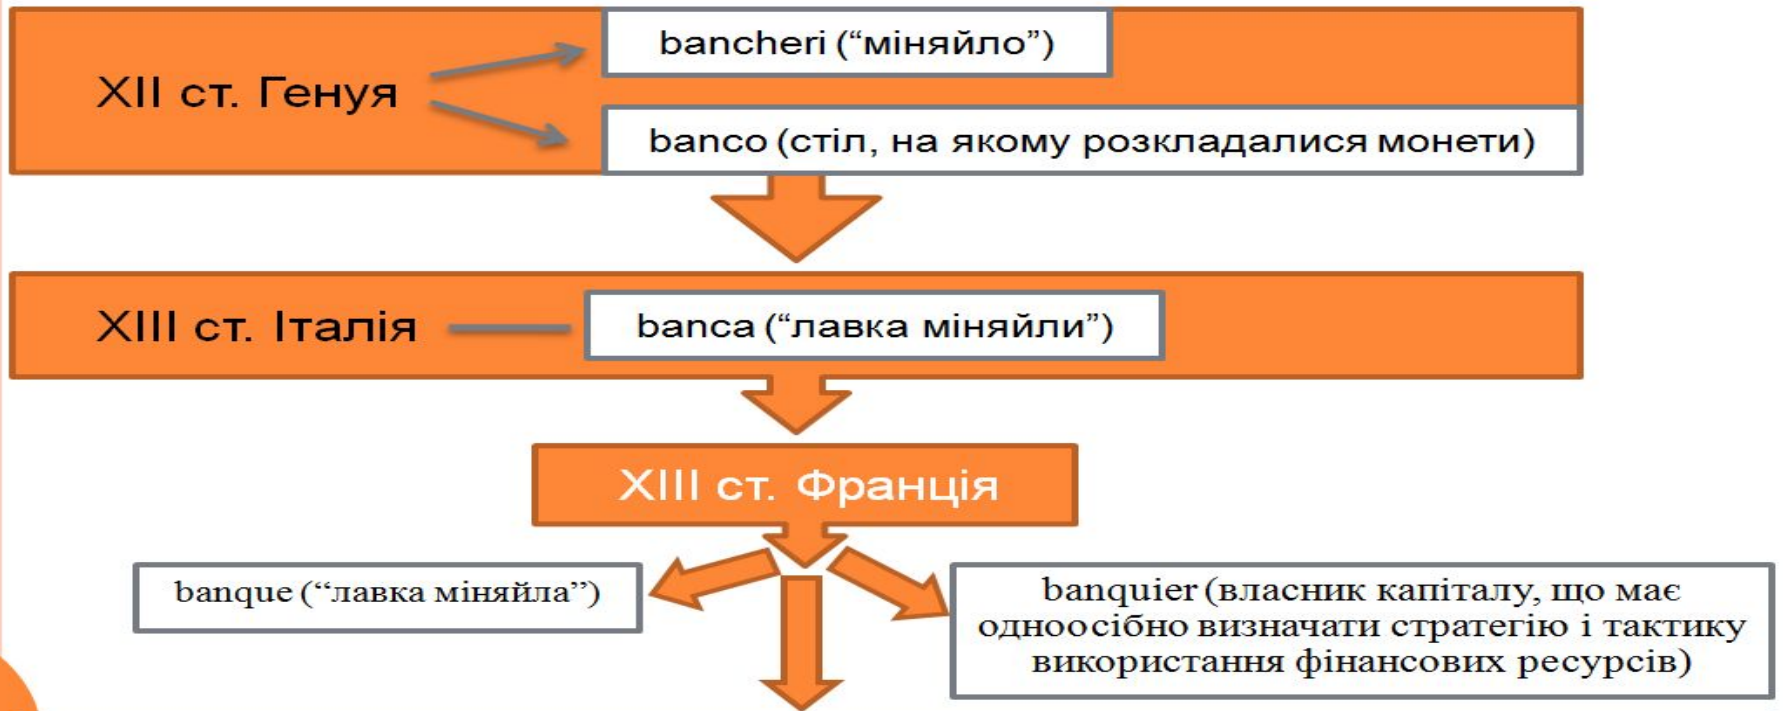 bancheri (“міняйло”)
XII ст. Генуя
banco (стіл, на якому розкладалися монети)
XIII ст. Італія
banca (“лавка міняйли”)
XIII ст. Франція
banque (“лавка міняйла”)
banquier (власник капіталу, що має
одноосібно визначати стратегію і тактику
використання фінансових ресурсів)